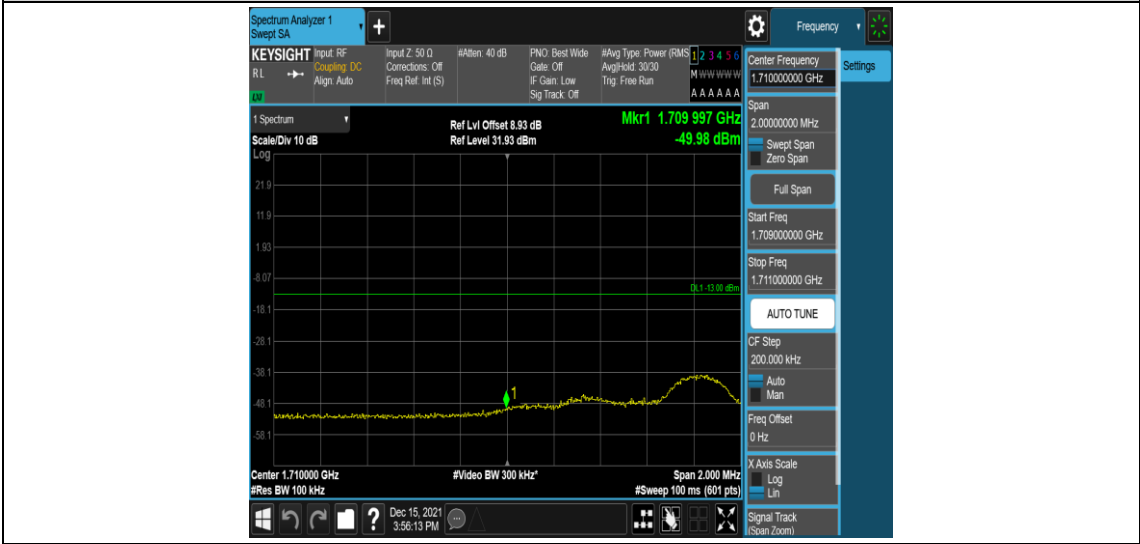 Spectrum Analyzer 1
Swept SA
+
Frequency
KEYSIGHT
RL
LM
Input: RF
Coupling: DC
Align: Auto
Input Z: 50 Ω
Corrections: Off
Freq Ref: Int (S)
#Atten: 40 dB
PNO: Best Wide
Gate: Off
IF Gain: Low
Sig Track: Off
#Avg Type: Power (RMS
Avg|Hold: 30/30
Trig: Free Run
1 2 3 4 5 6
M W W W W W
A A A A A A
1 Spectrum
Scale/Div 10 dB
Log
Ref Lvl Offset 8.93 dB
Ref Level 31.93 dBm
Mkr1 1.709 997 GHz
-49.98 dBm
21.9
11.9
1.93
-8.07
DL1 -13.00 dBm
-18.1
-28.1
-38.1
1
-48.1
-58.1
Center 1.710000 GHz
#Res BW 100 kHz
#Video BW 300 kHz*
Span 2.000 MHz
#Sweep 100 ms (601 pts)
?
Dec 15, 2021
3:56:13 PM
Center Frequency
1.710000000 GHz
Settings
Span
2.00000000 MHz
Swept Span
Zero Span
Full Span
Start Freq
1.709000000 GHz
Stop Freq
1.711000000 GHz
AUTO TUNE
CF Step
200.000 kHz
Auto
Man
Freq Offset
0 Hz
X Axis Scale
Log
Lin
Signal Track
(Span Zoom)